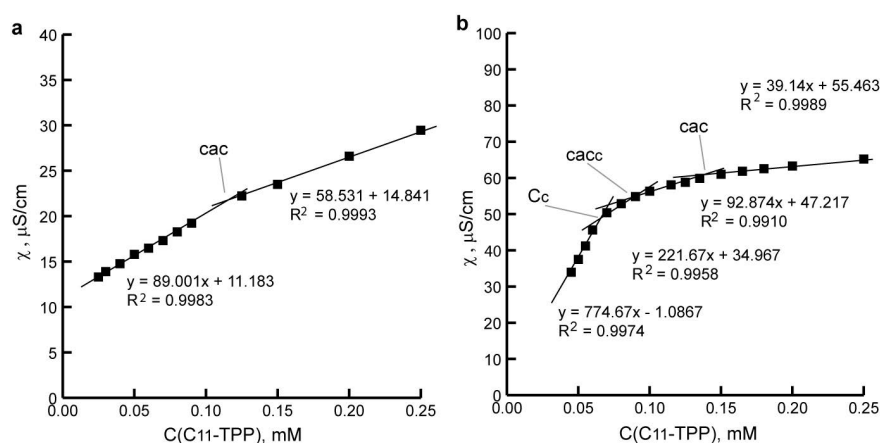 a
40
35
30
25
20
15
10
5
0
χ , µS/cm
cac
y = 58.531 + 14.841
R² = 0.9993
y = 89.001x + 11.183
R² = 0.9983
0.00 0.05 0.10 0.15 0.20 0.25
C(C11-TPP), mM
b
100
90
80
70
60
50
40
30
20
10
0
χ , µS/cm
y = 39.14x + 55.463
R² = 0.9989
cac
cacc
Cc
y = 92.874x + 47.217
R² = 0.9910
y = 221.67x + 34.967
R² = 0.9958
y = 774.67x - 1.0867
R² = 0.9974
0.00 0.05 0.10 0.15 0.20 0.25
C(C11-TPP), mM